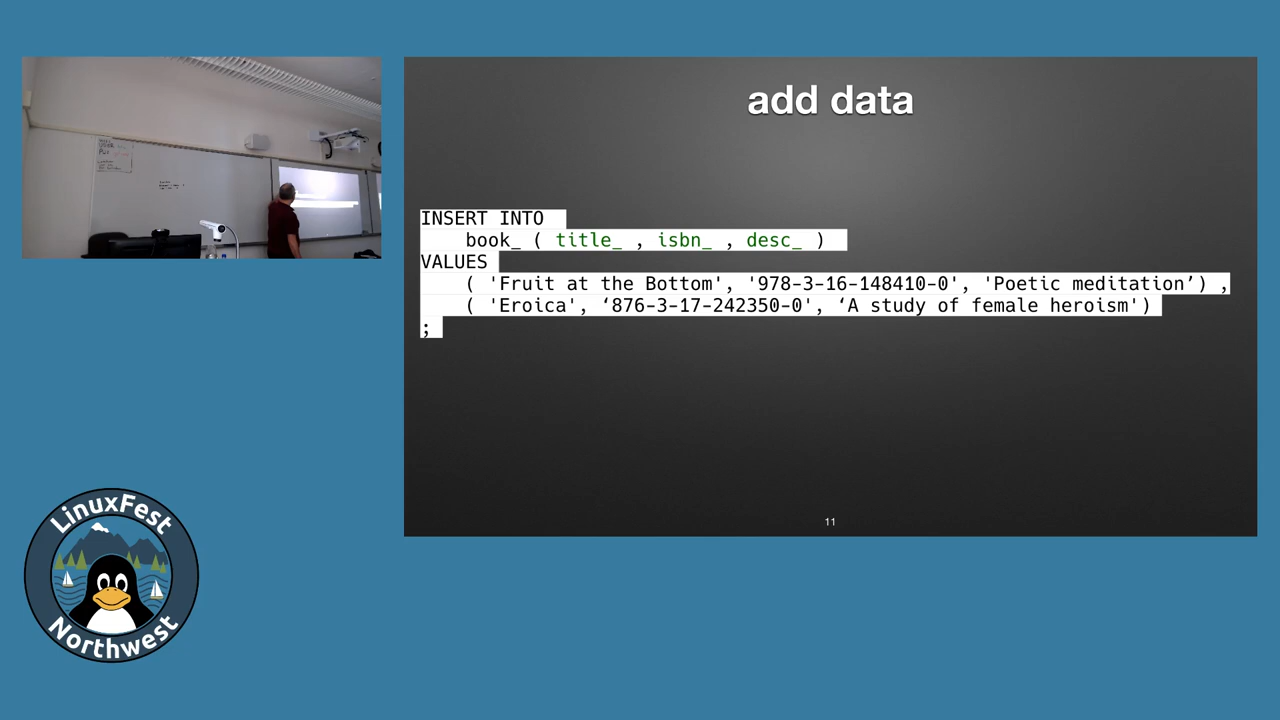 add data
INSERT INTO
book_ ( title_ , isbn_ , desc_ )
VALUES
( 'Fruit at the Bottom', '978-3-16-148410-0', 'Poetic meditation’) ,
( 'Eroica', ‘876-3-17-242350-0', ‘A study of female heroism')
;
11
LinuxFest
Northwest